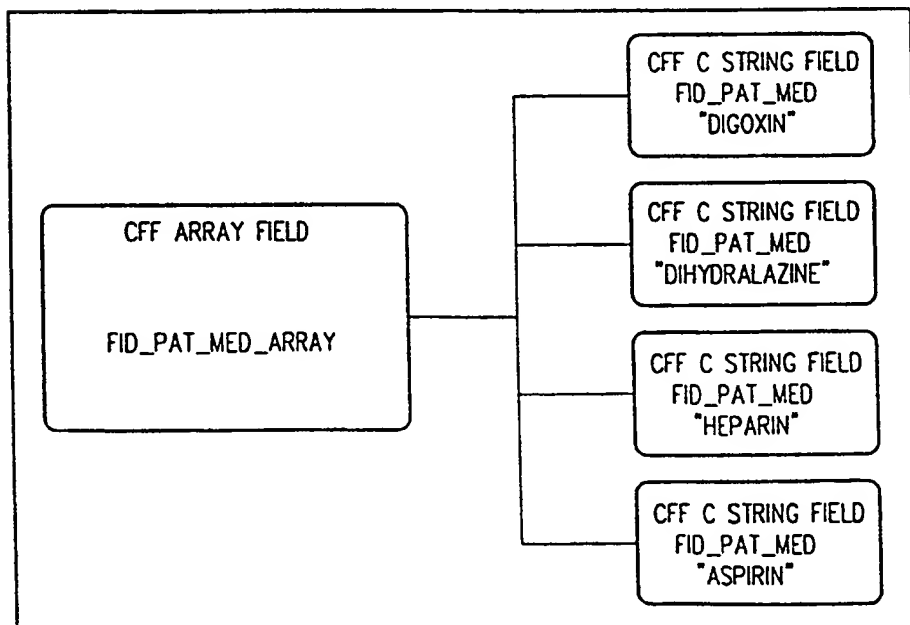 CFF ARRAY FIELD
FID_PAT_MED_ARRAY
CFF C STRING FIELD
FID_PAT_MED
"DIGOXIN"
CFF C STRING FIELD
FID_PAT_MED
"DIHYDRALAZINE"
CFF C STRING FIELD
FID_PAT_MED
"HEPARIN"
CFF C STRING FIELD
FID_PAT_MED
"ASPIRIN"